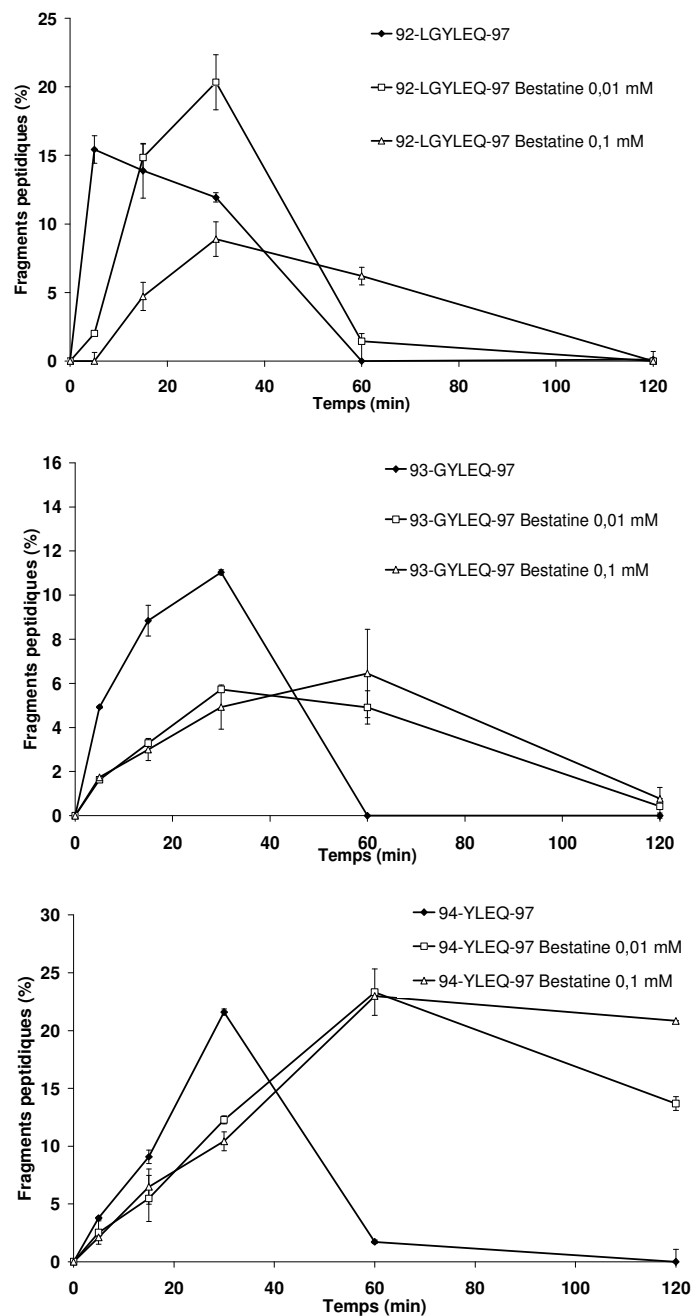 25
20
15
10
5
0
Fragments peptidiques (%)
92-LGYLEQ-97
92-LGYLEQ-97 Bestatine 0,01 mM
92-LGYLEQ-97 Bestatine 0,1 mM
0 20 40 60 80 100 120
Temps (min)
16
14
12
10
8
6
4
2
0
Fragments peptidiques (%)
93-GYLEQ-97
93-GYLEQ-97 Bestatine 0,01 mM
93-GYLEQ-97 Bestatine 0,1 mM
0 20 40 60 80 100 120
Temps (min)
30
25
20
15
10
5
0
Fragments peptidiques (%)
94-YLEQ-97
94-YLEQ-97 Bestatine 0,01 mM
94-YLEQ-97 Bestatine 0,1 mM
0 20 40 60 80 100 120
Temps (min)